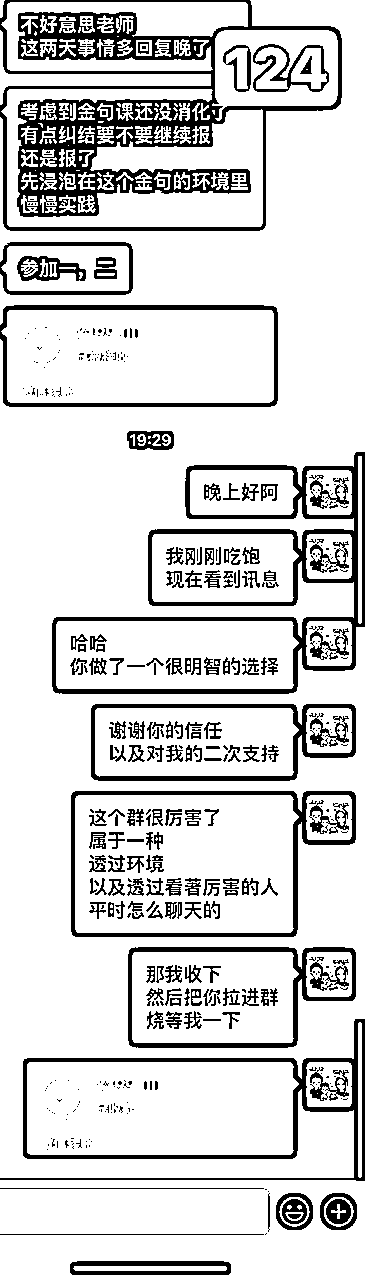 不好意思老师
这两天事情多回复晚了
124
考虑到金句课还没消化了
有点纠结要不要继续报
还是报了
先浸泡在这个金句的环境里
慢慢实践
参加一，二
19:29
晚上好阿
我刚刚吃饱
现在看到讯息
哈哈
你做了一个很明智的选择
谢谢你的信任
以及对我的二次支持
这个群很厉害了
属于一种
透过环境
以及透过看著厉害的人
平时怎么聊天的
那我收下
然后把你拉进群
烧等我一下